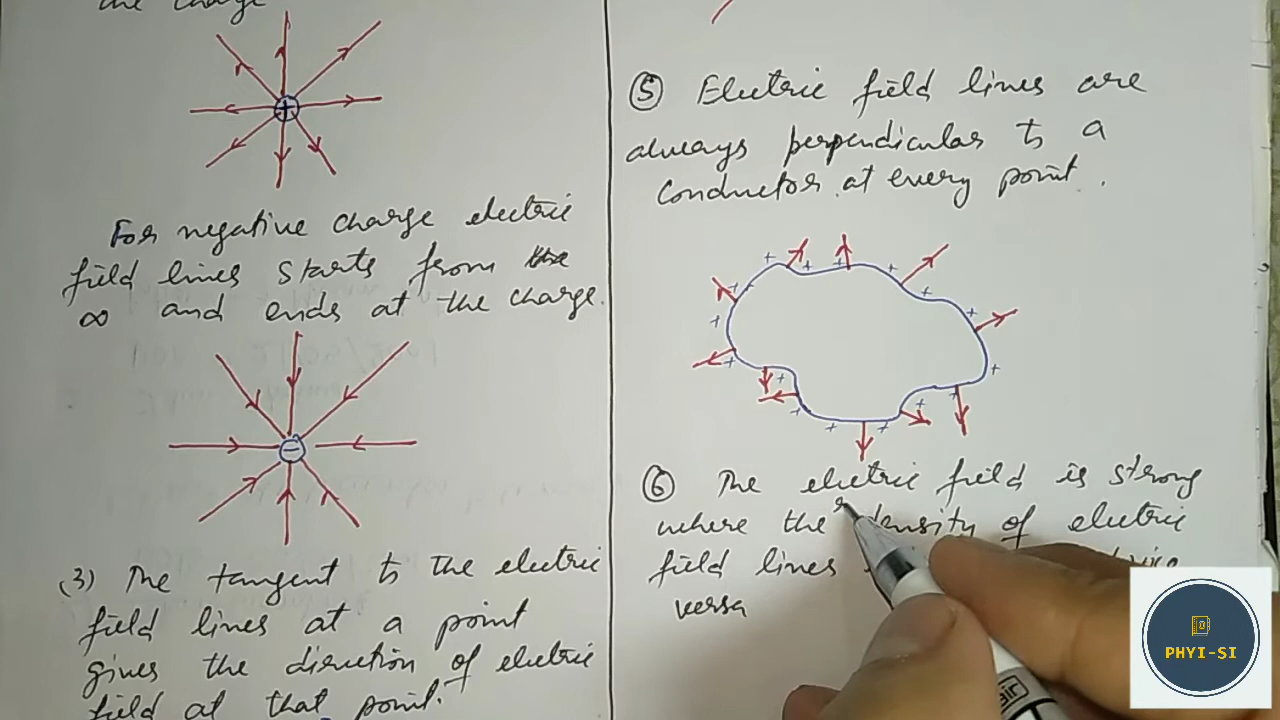 the charge
For negative charge electric
field lines starts from the
∞ and ends at the charge.
(3) The tangent to the electric
field lines at a point
gives the direction of electric
field at that point.
⑤ Electric field lines are
always perpendicular to a
conductor at every point.
⑥ The electric field is strong
where the density of electric
field lines
versa
PHYI-SI